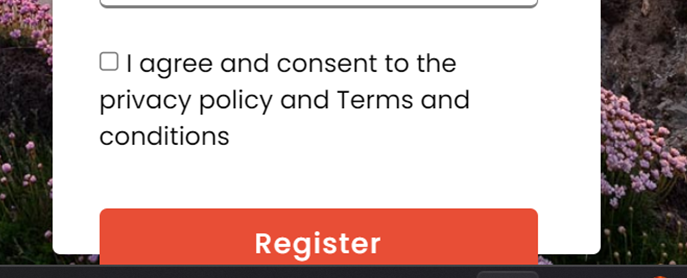 I agree and consent to the
privacy policy and Terms and
conditions
Register